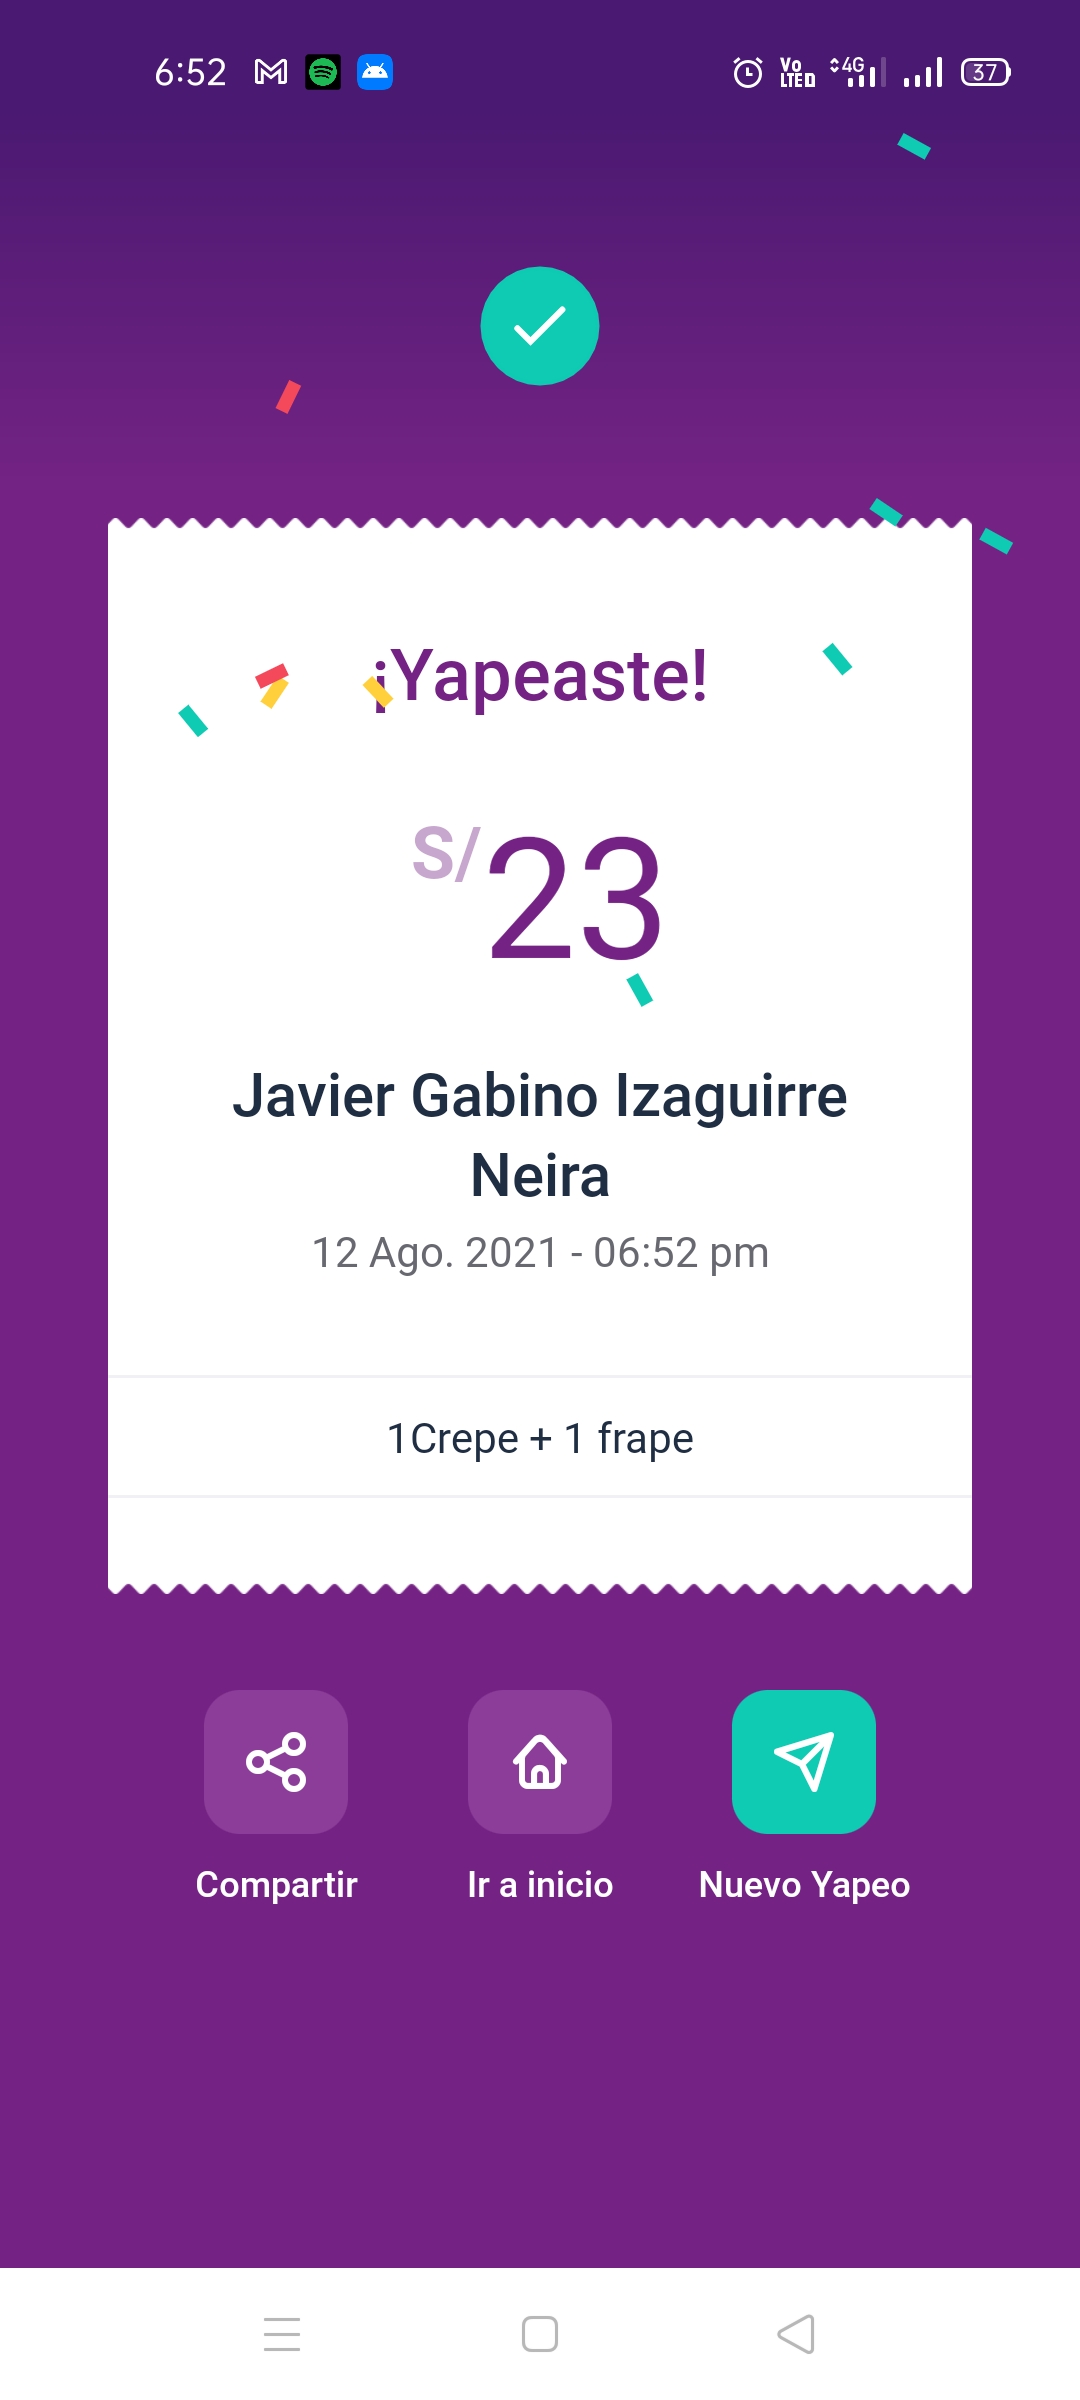 6:52
Vo
LTED
4G
37
¡Yapeaste!
S/23
Javier Gabino Izaguirre
Neira
12 Ago. 2021 - 06:52 pm
1Crepe + 1 frape
Compartir
Ir a inicio
Nuevo Yapeo